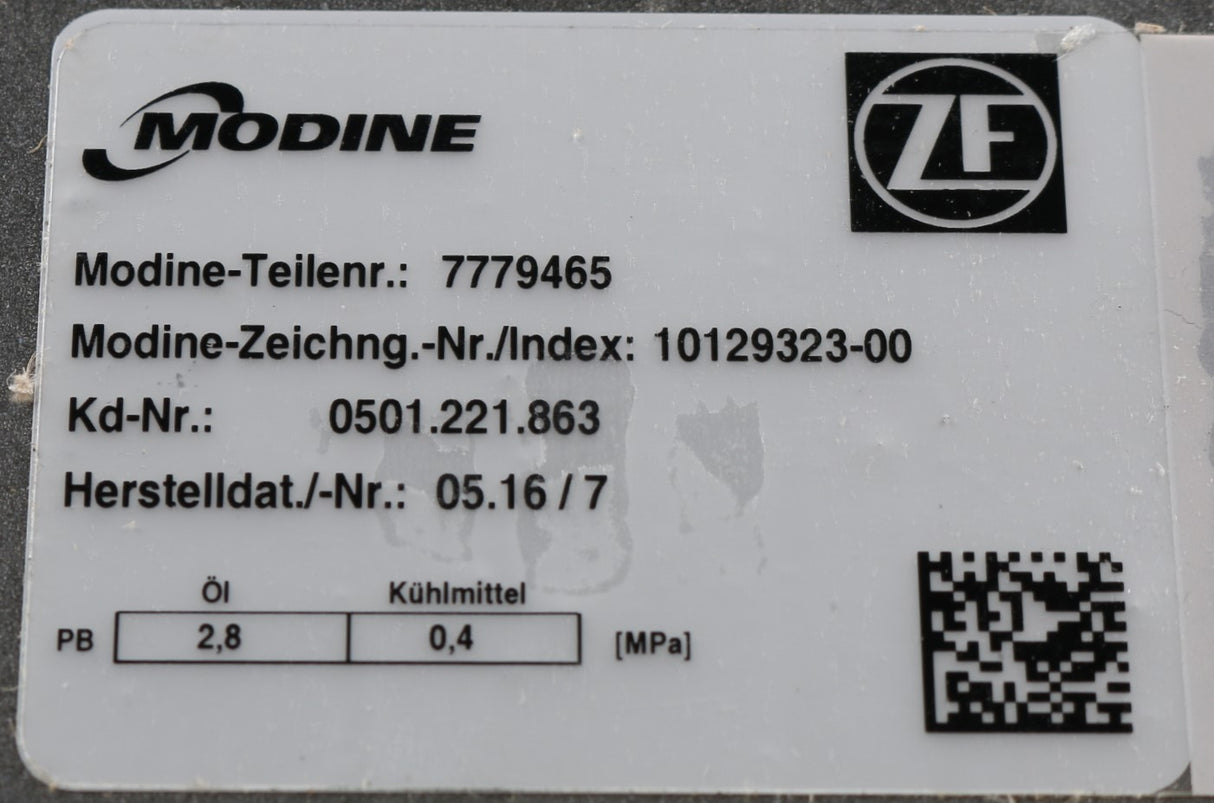 MODINE
ZF
Modine-Teilenr.: 7779465
Modine-Zeichng.-Nr./Index: 10129323-00
Kd-Nr.: 0501.221.863
Herstelldat./-Nr.: 05.16 / 7
Öl Kühlmittel
PB 2,8 0,4 [MPa]